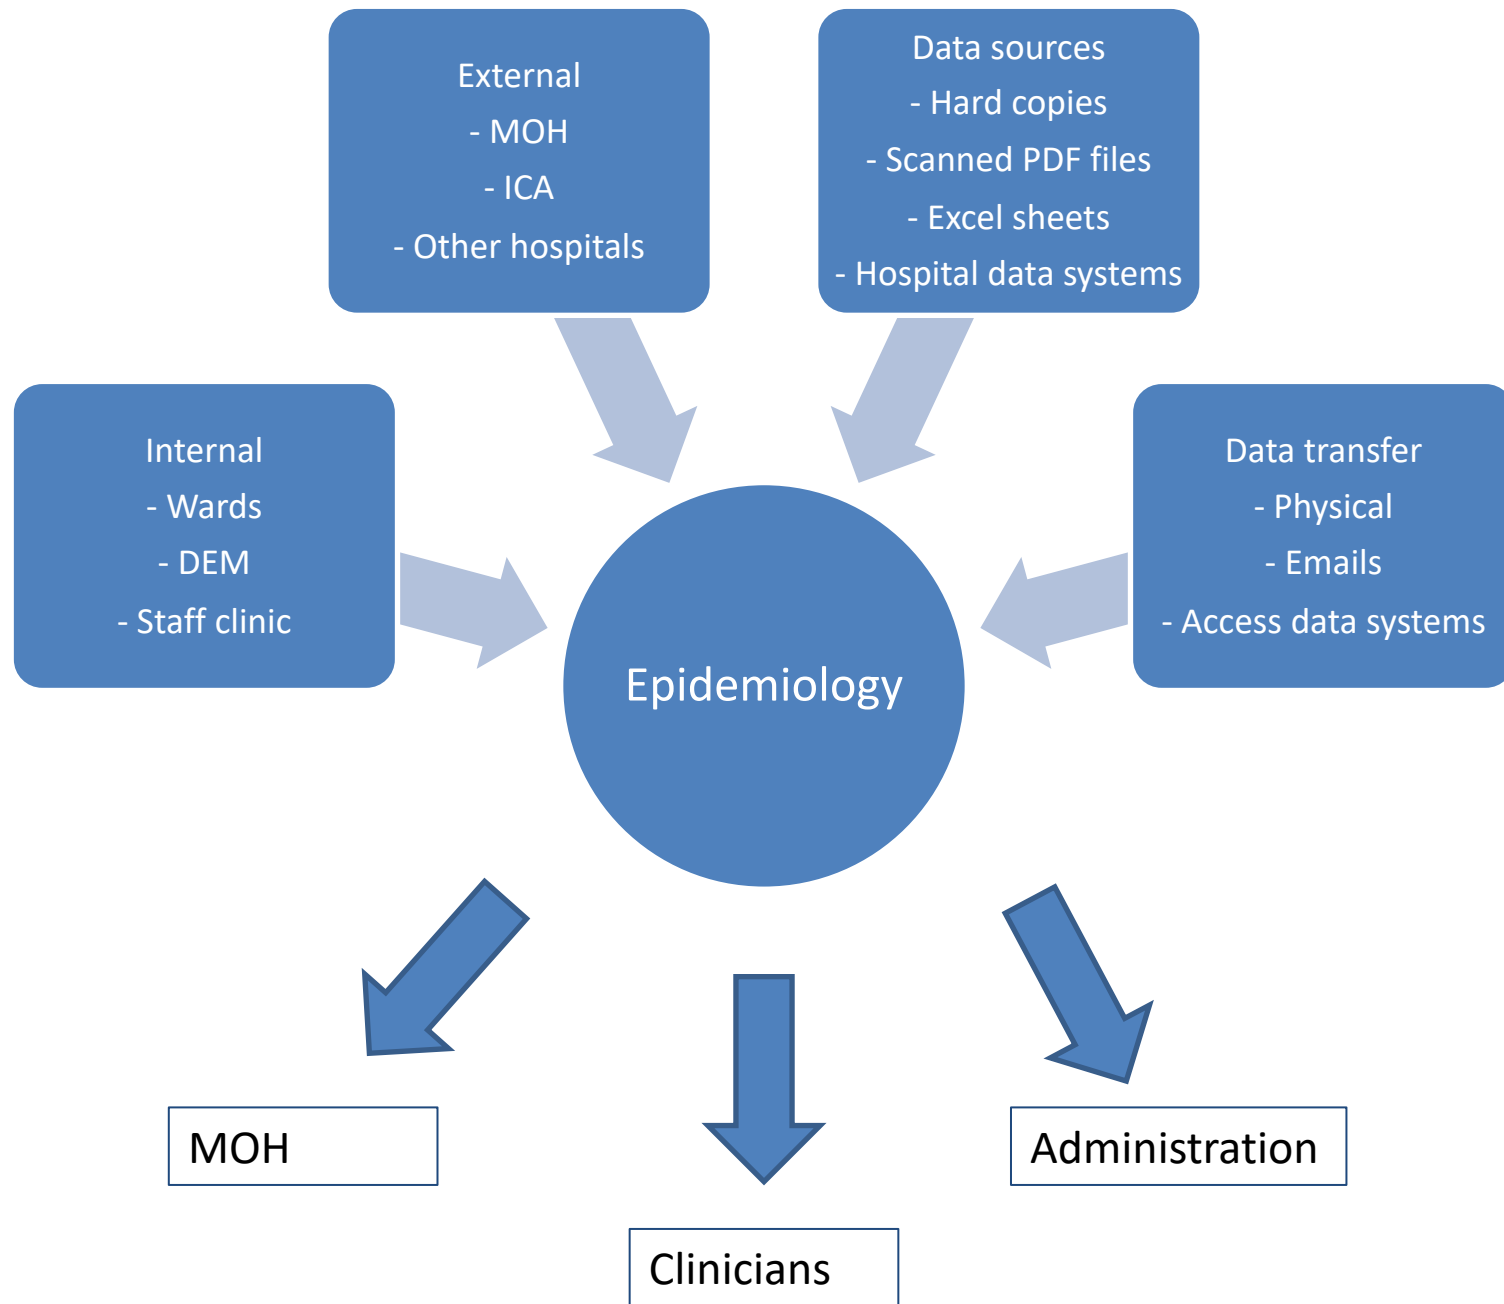 External
- MOH
- ICA
- Other hospitals
Data sources
- Hard copies
- Scanned PDF files
- Excel sheets
- Hospital data systems
Internal
- Wards
- DEM
- Staff clinic
Data transfer
- Physical
- Emails
- Access data systems
Epidemiology
MOH
Administration
Clinicians